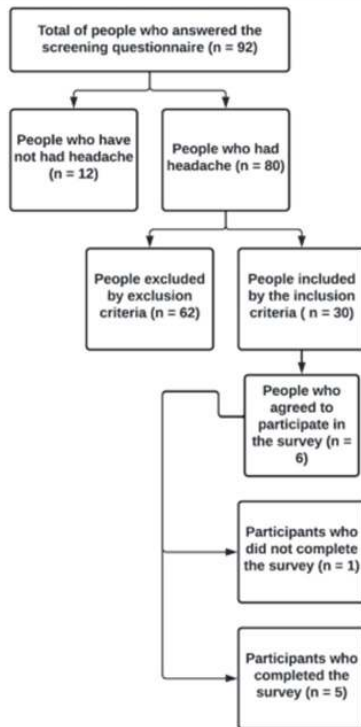 Total of people who answered the
screening questionnaire (n = 92)
People who have
not had headache
(n = 12)
People who had
headache (n = 80)
People excluded
by exclusion
criteria (n = 62)
People included
by the inclusion
criteria ( n = 30)
People who
agreed to
participate in
the survey (n =
6)
Participants who
did not complete
the survey (n = 1)
Participants who
completed the
survey (n = 5)